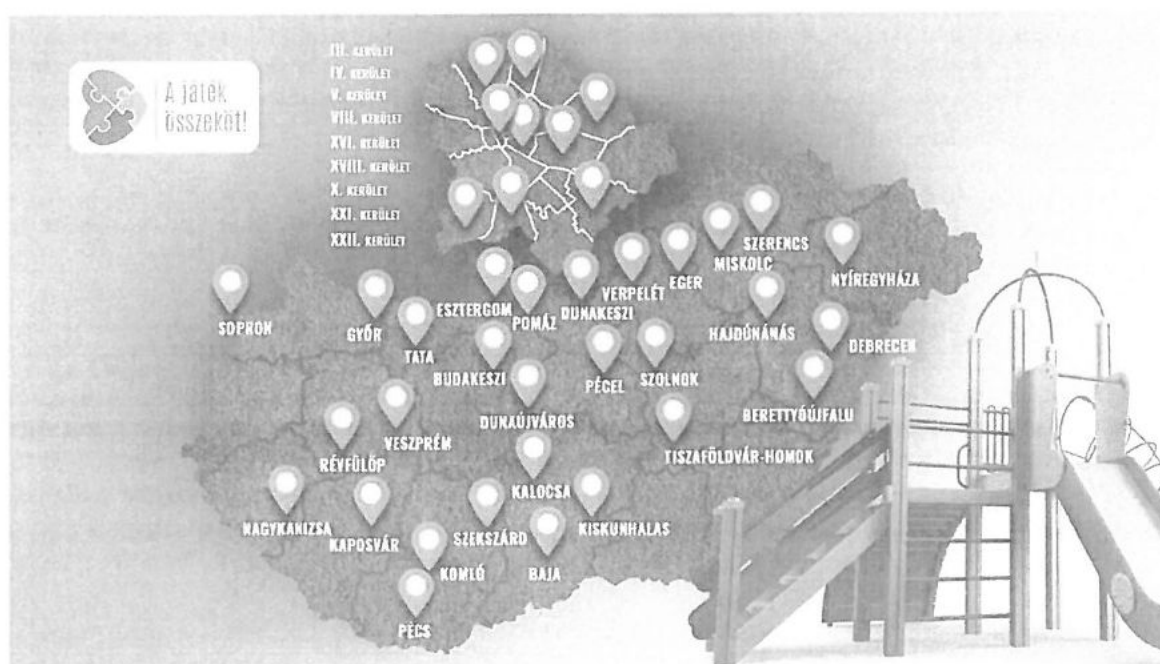 A játék
összeköt!
III. KERÜLET
IV. KERÜLET
V. KERÜLET
VIII. KERÜLET
XVI. KERÜLET
XVIII. KERÜLET
X. KERÜLET
XXI. KERÜLET
XXII. KERÜLET
SZERENCS
MISKOLC
EGER
NYÍREGYHÁZA
VERPELÉT
DUNAKESZI
ESZTERGOM
POMÁZ
SOPRON
GYŐR
HAJDÚNÁNÁS
DEBRECEN
TATA
BUDAKESZI
PÉCEL
SZOLNOK
BERETTYÓÚJFALU
DUNAÚJVÁROS
VESZPRÉM
TISZAFÖLDVÁR-HOMOK
RÉVFÜLÖP
KALOCSA
NAGYKANIZSA
KISKUNHALAS
SZEKSZÁRD
KAPOSVÁR
KOMLÓ
BAJA
PÉCS